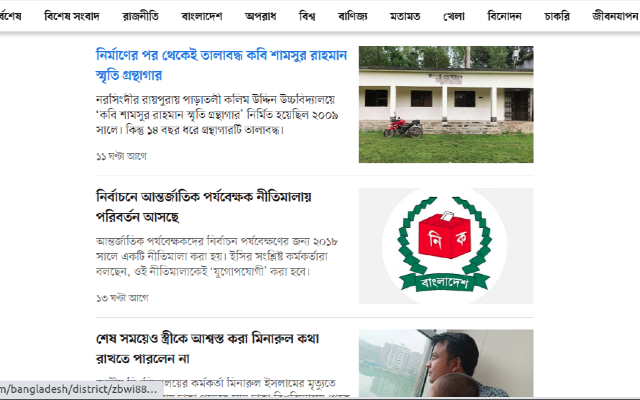 র্বশেষ বিশেষ সংবাদ রাজনীতি বাংলাদেশ অপরাধ বিশ্ব বাণিজ্য মতামত খেলা বিনোদন চাকরি জীবনযাপন
নির্মাণের পর থেকেই তালাবদ্ধ কবি শামসুর রাহমান
স্মৃতি গ্রন্থাগার
নরসিংদীর রায়পুরায় পাড়াতলী কলিম উদ্দিন উচ্চবিদ্যালয়ে
‘কবি শামসুর রাহমান স্মৃতি গ্রন্থাগার’ নির্মিত হয়েছিল ২০০৯
সালে। কিন্তু ১৪ বছর ধরে গ্রন্থাগারটি তালাবদ্ধ।
১১ ঘণ্টা আগে
নির্বাচনে আন্তর্জাতিক পর্যবেক্ষক নীতিমালায়
পরিবর্তন আসছে
আন্তর্জাতিক পর্যবেক্ষকদের নির্বাচন পর্যবেক্ষণের জন্য ২০১৮
সালে একটি নীতিমালা করা হয়। ইসির সংশ্লিষ্ট কর্মকর্তারা
বলছেন, ওই নীতিমালাকেই ‘যুগোপযোগী’ করা হবে।
১৩ ঘণ্টা আগে
নি ক
বাংলাদেশ
শেষ সময়েও স্ত্রীকে আশ্বস্ত করা মিনারুল কথা
রাখতে পারলেন না
কর্মকর্তা মিনারুল ইসলামের মৃত্যুতে
m/bangladesh/district/zbwi88...